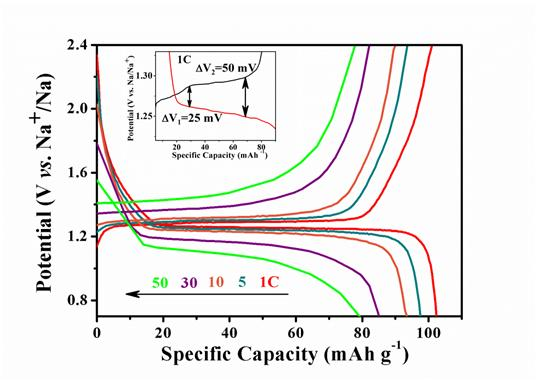 2.4
2.0
1.6
1.2
0.8
Potential (V vs. Na+/Na)
0 20 40 60 80 100
Specific Capacity (mAh g-1)
50 30 10 5 1C
1C
1.30
1.25
Potential (V vs. Na/Na+)
ΔV2=50 mV
ΔV1=25 mV
20 40 60 80
Specific Capacity (mAh g-1)